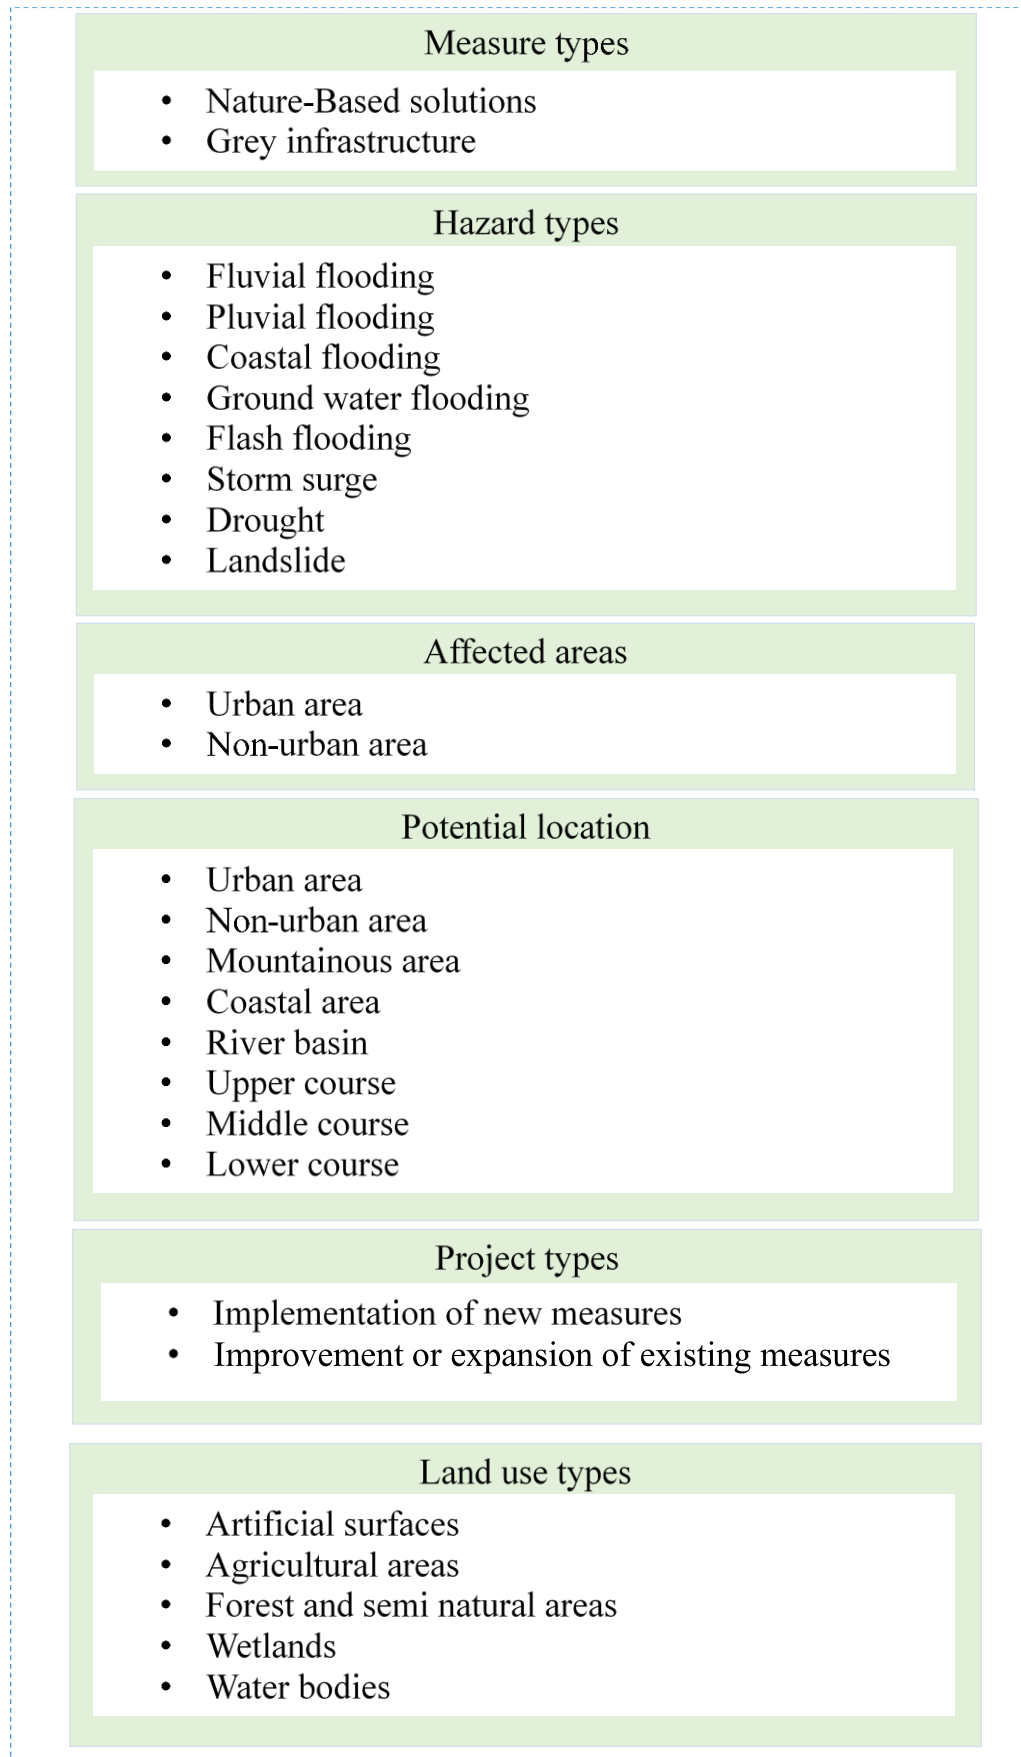 Measure types
• Nature-Based solutions
• Grey infrastructure
Hazard types
• Fluvial flooding
• Pluvial flooding
• Coastal flooding
• Ground water flooding
• Flash flooding
• Storm surge
• Drought
• Landslide
Affected areas
• Urban area
• Non-urban area
Potential location
• Urban area
• Non-urban area
• Mountainous area
• Coastal area
• River basin
• Upper course
• Middle course
• Lower course
Project types
• Implementation of new measures
• Improvement or expansion of existing measures
Land use types
• Artificial surfaces
• Agricultural areas
• Forest and semi natural areas
• Wetlands
• Water bodies